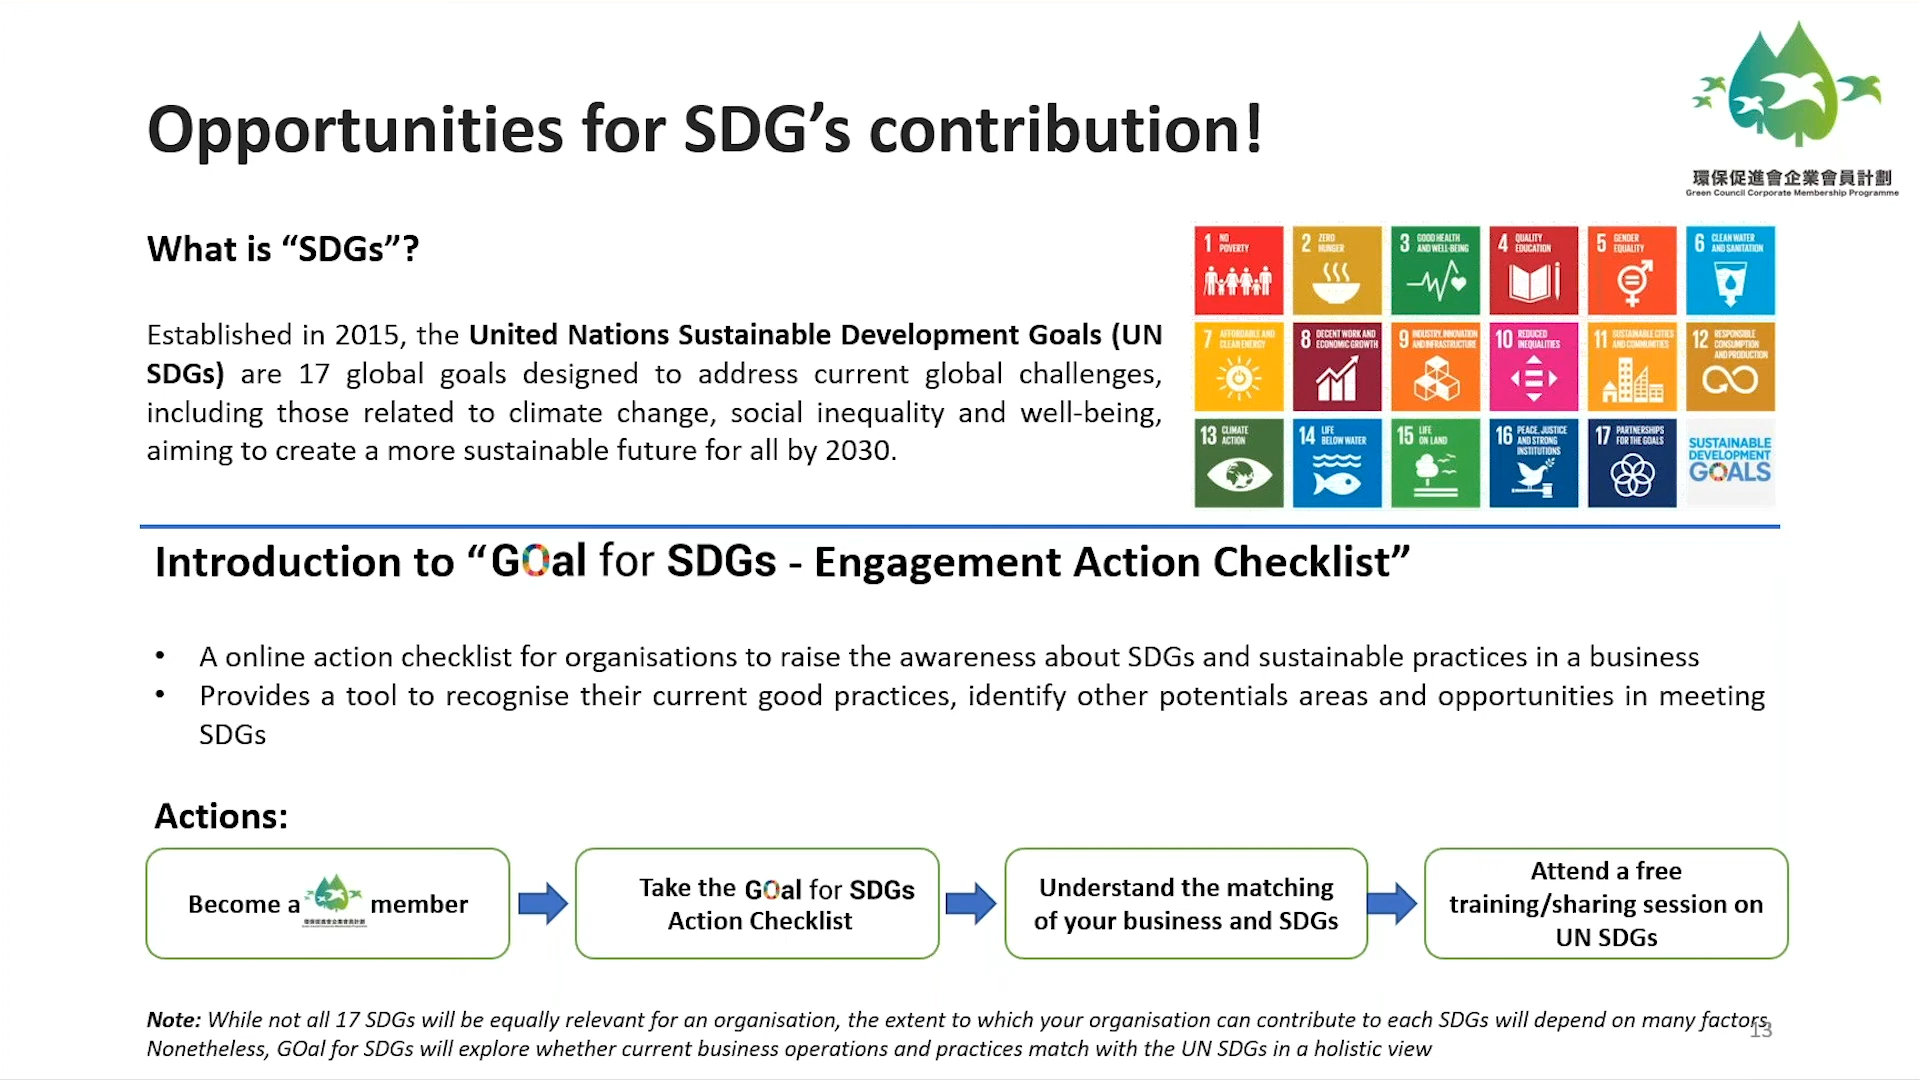 Opportunities for SDG’s contribution!
環保促進會企業會員計劃
Green Council Corporate Membership Programme
What is “SDGs”?
Established in 2015, the United Nations Sustainable Development Goals (UN
SDGs) are 17 global goals designed to address current global challenges,
including those related to climate change, social inequality and well-being,
aiming to create a more sustainable future for all by 2030.
1 NO POVERTY
2 ZERO HUNGER
3 GOOD HEALTH AND WELL-BEING
4 QUALITY EDUCATION
5 GENDER EQUALITY
6 CLEAN WATER AND SANITATION
7 AFFORDABLE AND CLEAN ENERGY
8 DECENT WORK AND ECONOMIC GROWTH
9 INDUSTRY, INNOVATION AND INFRASTRUCTURE
10 REDUCED INEQUALITIES
11 SUSTAINABLE CITIES AND COMMUNITIES
12 RESPONSIBLE CONSUMPTION AND PRODUCTION
13 CLIMATE ACTION
14 LIFE BELOW WATER
15 LIFE ON LAND
16 PEACE, JUSTICE AND STRONG INSTITUTIONS
17 PARTNERSHIPS FOR THE GOALS
SUSTAINABLE
DEVELOPMENT
GOALS
Introduction to “GOal for SDGs - Engagement Action Checklist”
• A online action checklist for organisations to raise the awareness about SDGs and sustainable practices in a business
• Provides a tool to recognise their current good practices, identify other potentials areas and opportunities in meeting
SDGs
Actions:
Become a member
環保促進會企業會員計劃
Take the GOal for SDGs
Action Checklist
Understand the matching
of your business and SDGs
Attend a free
training/sharing session on
UN SDGs
Note: While not all 17 SDGs will be equally relevant for an organisation, the extent to which your organisation can contribute to each SDGs will depend on many factors.
Nonetheless, GOal for SDGs will explore whether current business operations and practices match with the UN SDGs in a holistic view
13